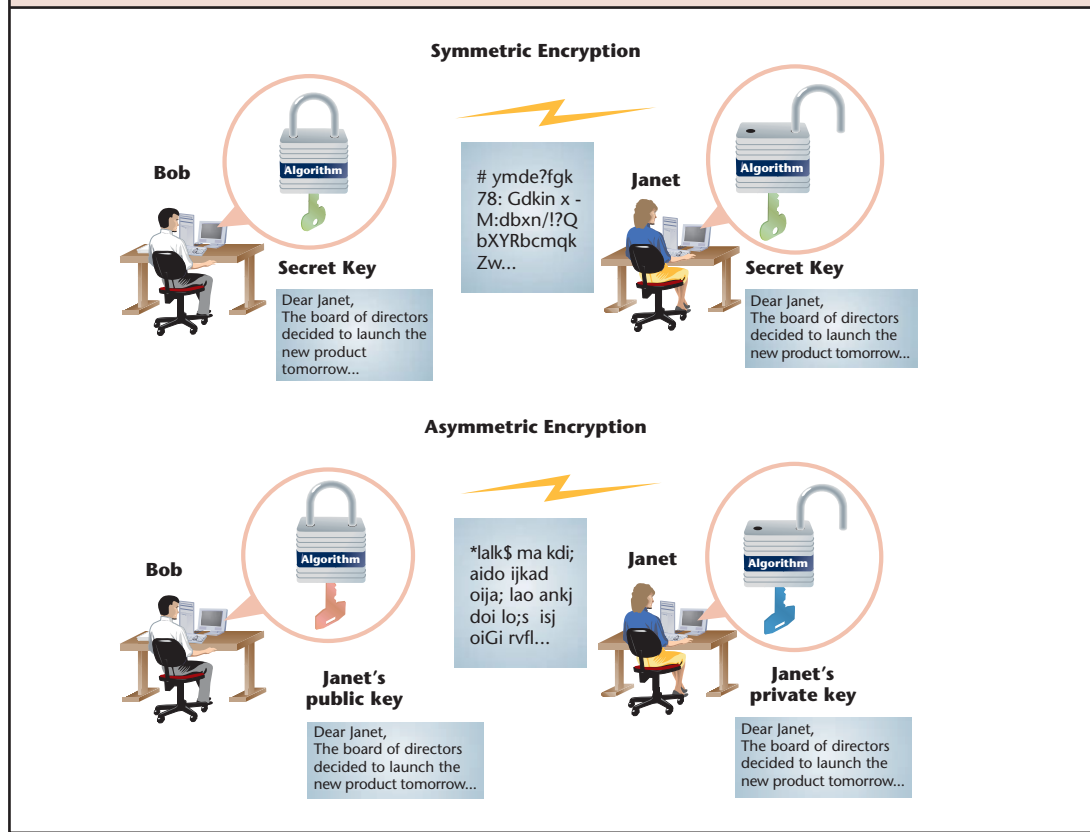 Symmetric Encryption
Bob
Algorithm
Secret Key
Dear Janet,
The board of directors
decided to launch the
new product
tomorrow...
# ymde?fgk
78: Gdkin x -
M:dbxn/!?Q
bXYRbcmqk
Zw...
Janet
Algorithm
Secret Key
Dear Janet,
The board of directors
decided to launch the
new product tomorrow...
Asymmetric Encryption
Bob
Algorithm
Janet's
public key
Dear Janet,
The board of directors
decided to launch the
new product tomorrow...
*lalk$ ma kdi;
aido ijkad
oija; lao ankj
doi lo;s isj
oiGi rvfl...
Janet
Algorithm
Janet's
private key
Dear Janet,
The board of directors
decided to launch the
new product tomorrow...